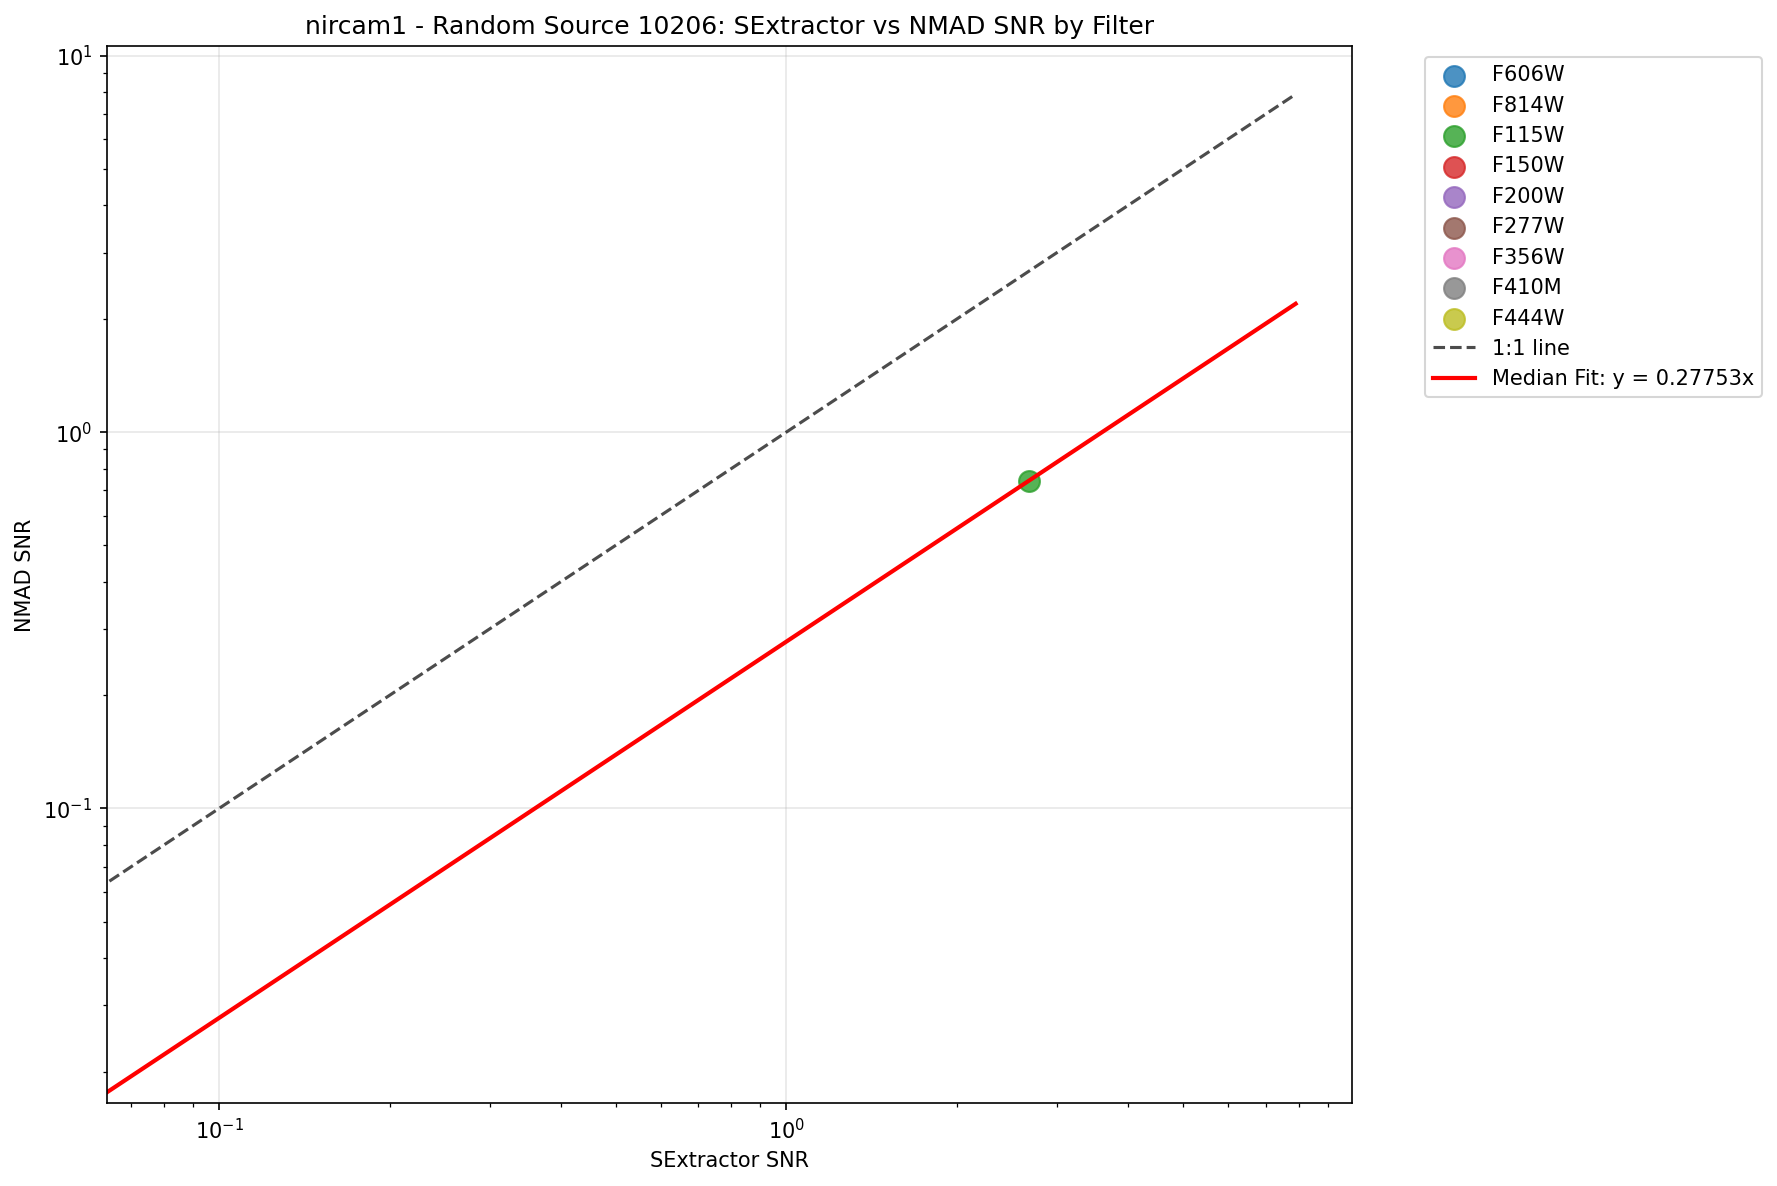 nircam1 - Random Source 10206: SExtractor vs NMAD SNR by Filter
10¹
10⁰
10⁻¹
NMAD SNR
10⁻¹
10⁰
SExtractor SNR
F606W
F814W
F115W
F150W
F200W
F277W
F356W
F410M
F444W
1:1 line
Median Fit: y = 0.27753x